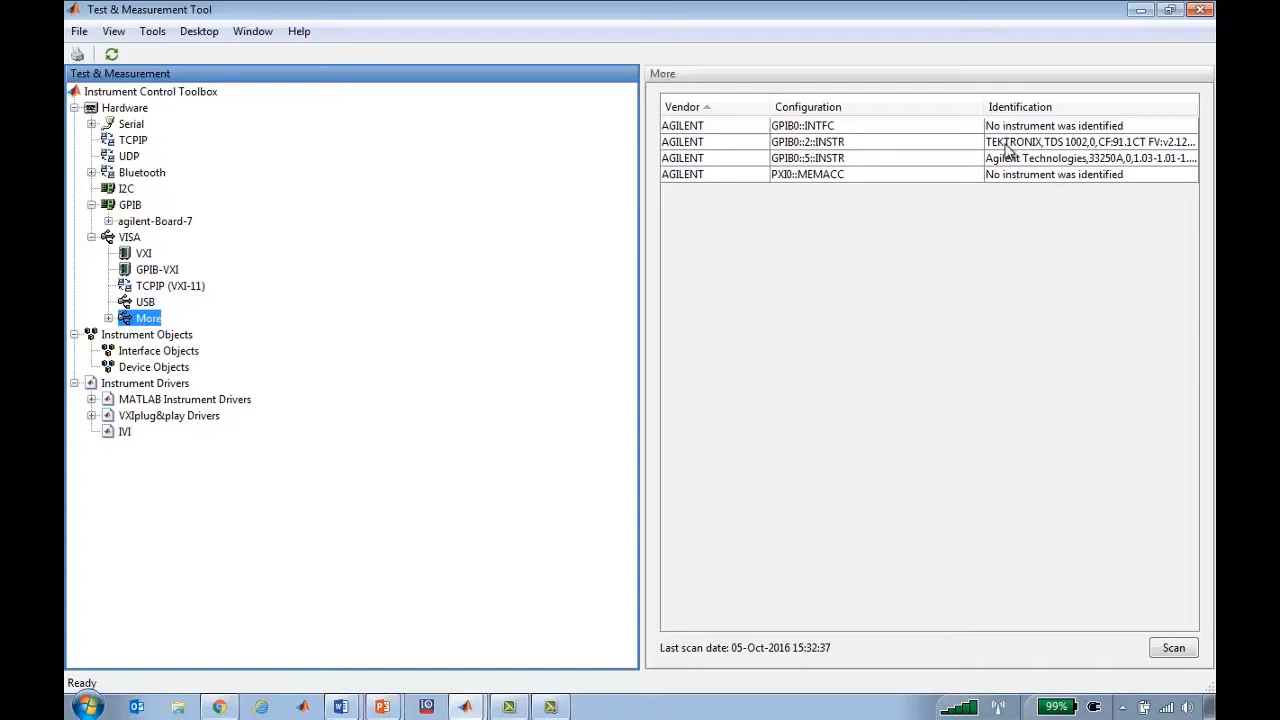 Test & Measurement Tool
File View Tools Desktop Window Help
Test & Measurement
Instrument Control Toolbox
Hardware
Serial
TCPIP
UDP
Bluetooth
I2C
GPIB
agilent-Board-7
VISA
VXI
GPIB-VXI
TCPIP (VXI-11)
USB
More
Instrument Objects
Interface Objects
Device Objects
Instrument Drivers
MATLAB Instrument Drivers
VXIplug&play Drivers
IVI
More
Vendor Configuration Identification
AGILENT GPIB0::INTFC No instrument was identified
AGILENT GPIB0::2::INSTR TEKTRONIX,TDS 1002,0,CF:91.1CT FV:v2.12...
AGILENT GPIB0::5::INSTR Agilent Technologies,33250A,0,1.03-1.01-1....
AGILENT PXI0::MEMACC No instrument was identified
Last scan date: 05-Oct-2016 15:32:37 Scan
Ready
99%